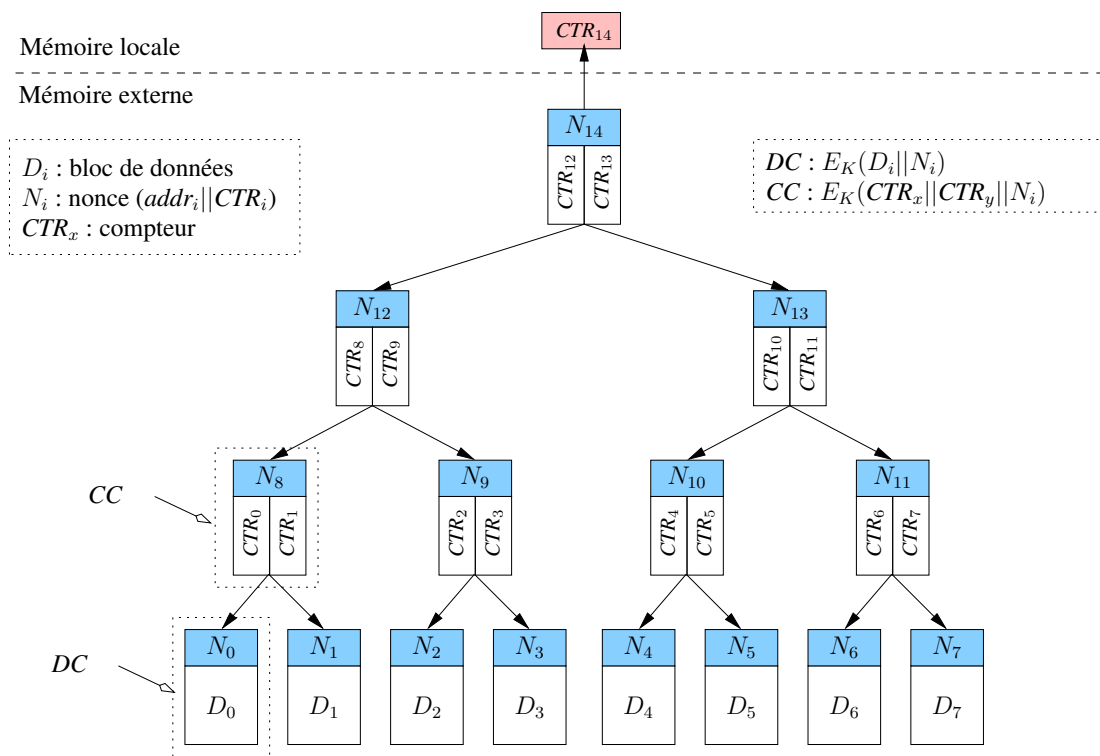 CTR₁₄
Mémoire locale
Mémoire externe
N₁₄
CTR₁₂ CTR₁₃
Dᵢ : bloc de données
Nᵢ : nonce (addrᵢ||CTRᵢ)
CTRₓ : compteur
DC : E_K(Dᵢ||Nᵢ)
CC : E_K(CTRₓ||CTR_y||Nᵢ)
N₁₂ N₁₃
CTR₈ CTR₉ CTR₁₀ CTR₁₁
N₈ N₉ N₁₀ N₁₁
CC
CTR₀ CTR₁ CTR₂ CTR₃ CTR₄ CTR₅ CTR₆ CTR₇
N₀ N₁ N₂ N₃ N₄ N₅ N₆ N₇
DC
D₀ D₁ D₂ D₃ D₄ D₅ D₆ D₇